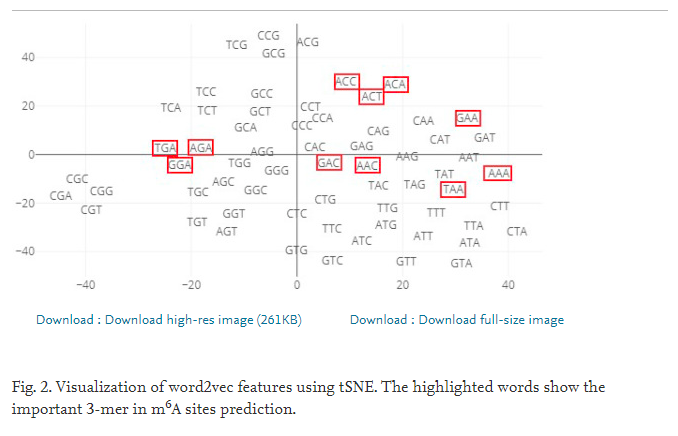 CCG
TCG
ACG
GCG
40
ACC
ACA
TCC
GCC
ACT
20
TCA
TCT
GCT
CCT
CCA
CAA
GAA
GCA
CCC
CAG
CAT
GAT
TGA
AGA
CAC
GAG
0
AGG
AAG
AAT
GGA
TGG
GGG
GAC
AAC
CGC
AGC
TAT
AAA
CGA
CGG
TGC
GGC
TAC
TAG
TAA
−20
CTG
CGT
GGT
CTC
TTG
TTT
CTT
TGT
AGT
TTC
ATG
TTA
CTA
ATC
ATT
ATA
−40
GTG
GTC
GTT
GTA
−40
−20
0
20
40
Download : Download high-res image (261KB)
Download : Download full-size image
Fig. 2. Visualization of word2vec features using tSNE. The highlighted words show the
important 3-mer in m⁶A sites prediction.